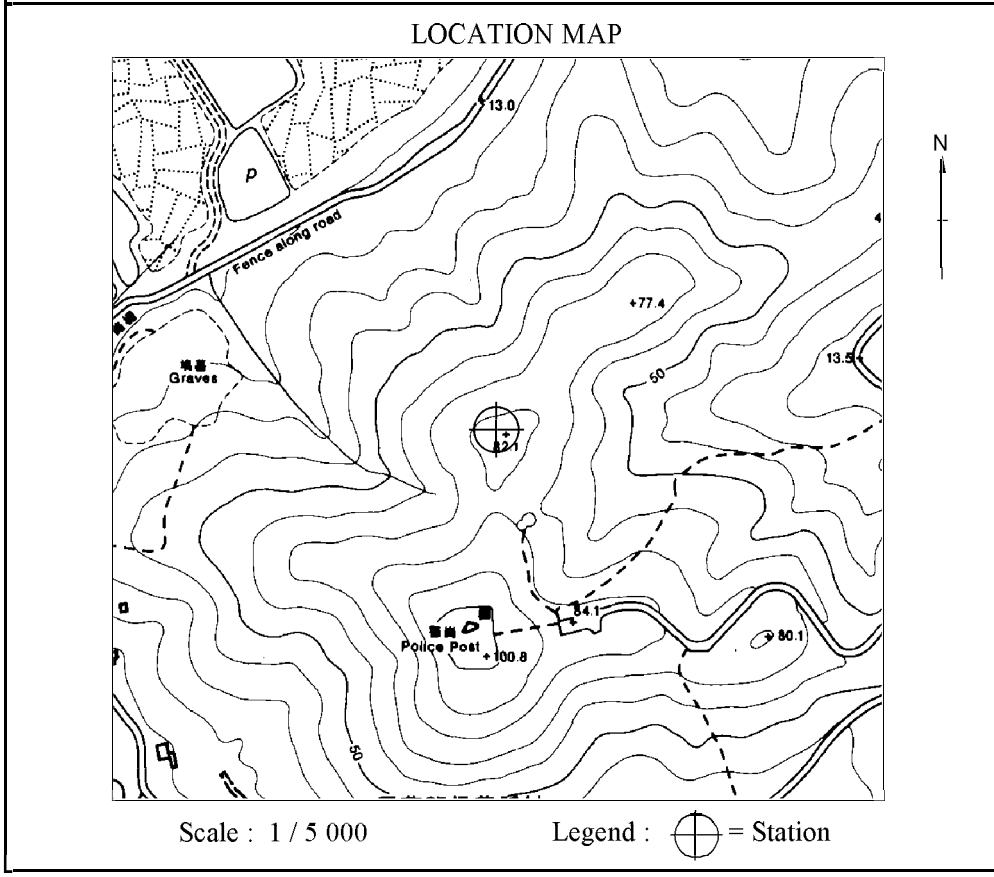 LOCATION MAP
13.0
N
P
4
Fence along road
+77.4
墳墓
Graves
13.5
50
82.1
84.1
80.1
Police Post
+100.8
50
Scale : 1 / 5 000
Legend :
= Station